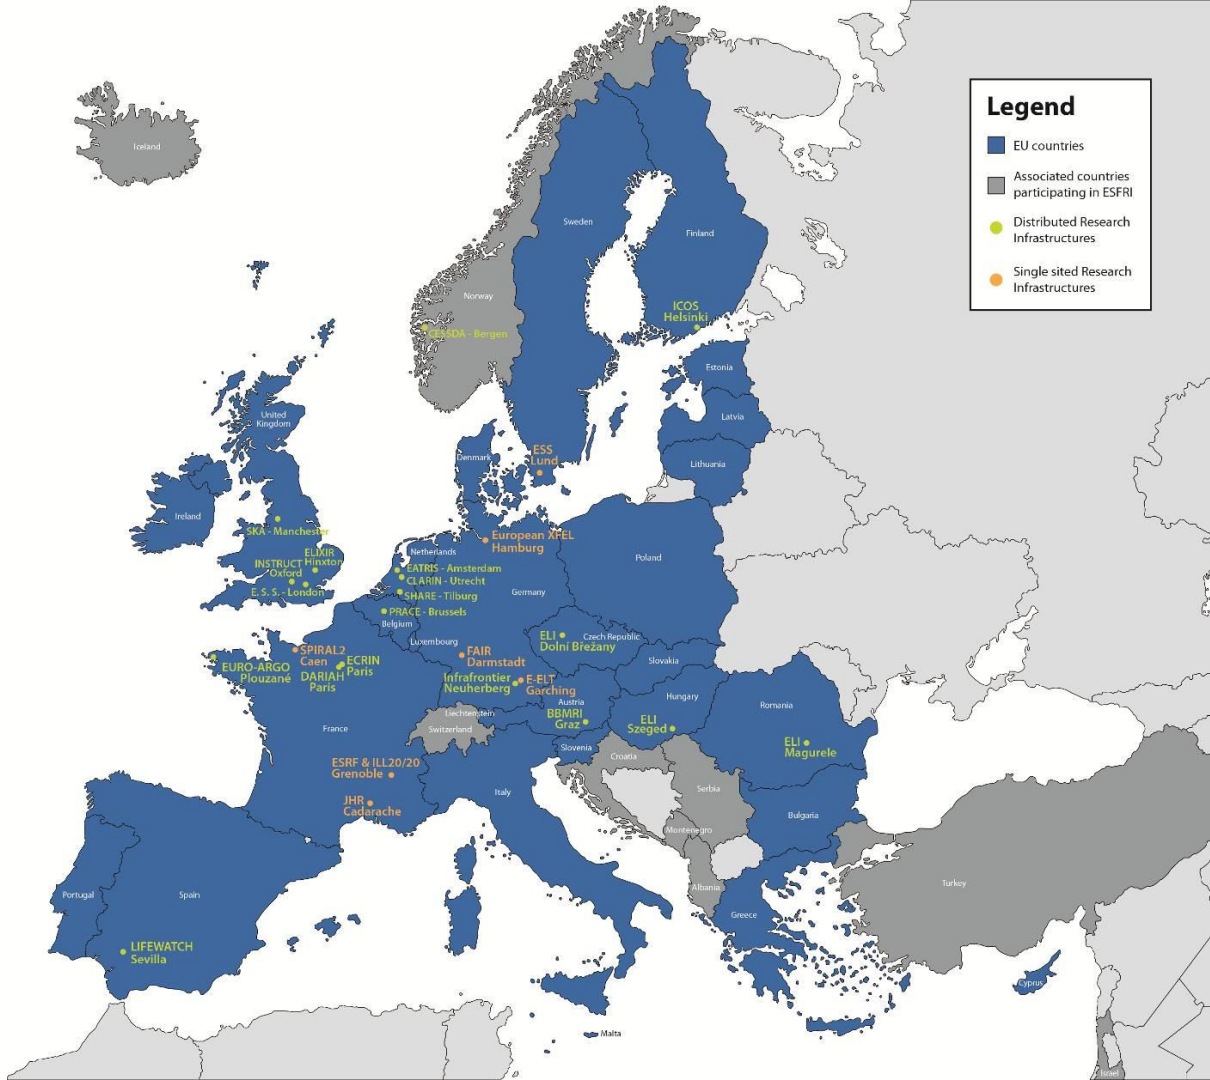 Legend
EU countries
Associated countries
participating in ESFRI
Distributed Research
Infrastructures
Single sited Research
Infrastructures
Iceland
Sweden
Finland
Norway
ICOS
Helsinki
CESSDA - Bergen
Estonia
Latvia
Lithuania
United
Kingdom
Denmark
ESS
Lund
Ireland
SKA - Manchester
European XFEL
Hamburg
Netherlands
Poland
ELIXIR
Hinxton
INSTRUCT
Oxford
E. S. S. - London
EATRIS - Amsterdam
CLARIN - Utrecht
SHARE - Tilburg
Germany
PRACE - Brussels
Belgium
Luxembourg
ELI
Dolní Břežany
Czech Republic
SPIRAL2
Caen
EURO-ARGO
Plouzané
ECRIN
Paris
DARIAH
Paris
FAIR
Darmstadt
Slovakia
Infrafrontier
Neuherberg
E-ELT
Garching
Austria
Hungary
Romania
BBMRI
Graz
ELI
Szeged
ELI
Magurele
Liechtenstein
Switzerland
France
Slovenia
Croatia
ESRF & ILL20/20
Grenoble
Italy
Serbia
JHR
Cadarache
Bulgaria
Montenegro
Albania
Turkey
Portugal
Spain
Greece
LIFEWATCH
Sevilla
Cyprus
Malta
Israel